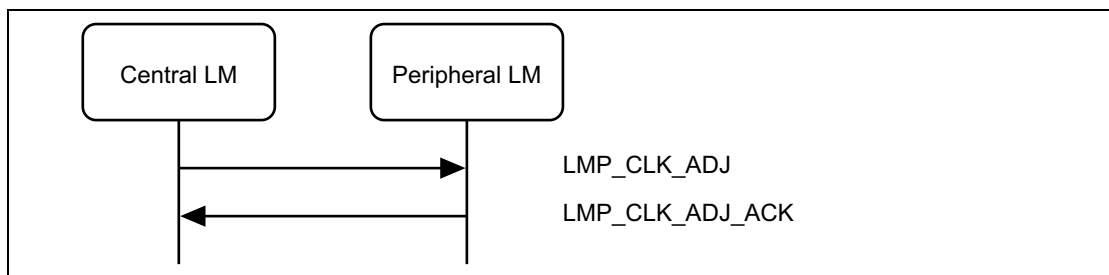 Central LM
Peripheral LM
LMP_CLK_ADJ
LMP_CLK_ADJ_ACK